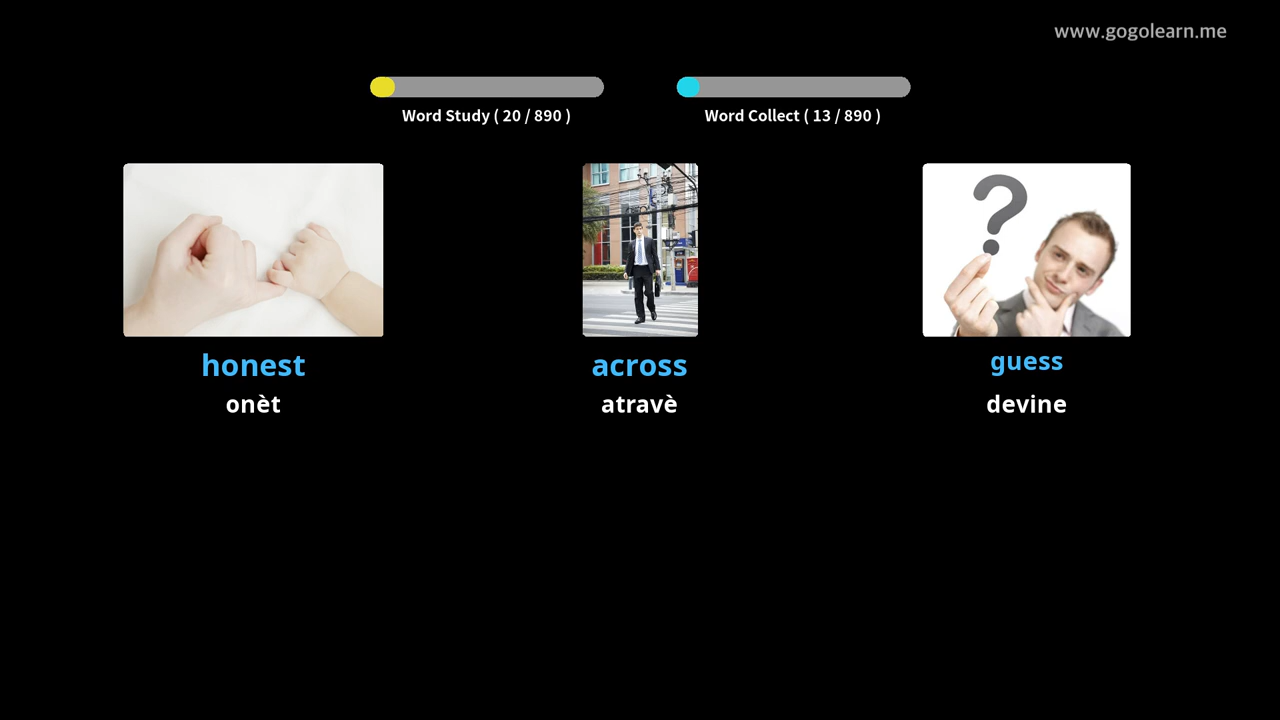 www.gogolearn.me
Word Study ( 20 / 890 )
Word Collect ( 13 / 890 )
honest
across
guess
onèt
atravè
devine